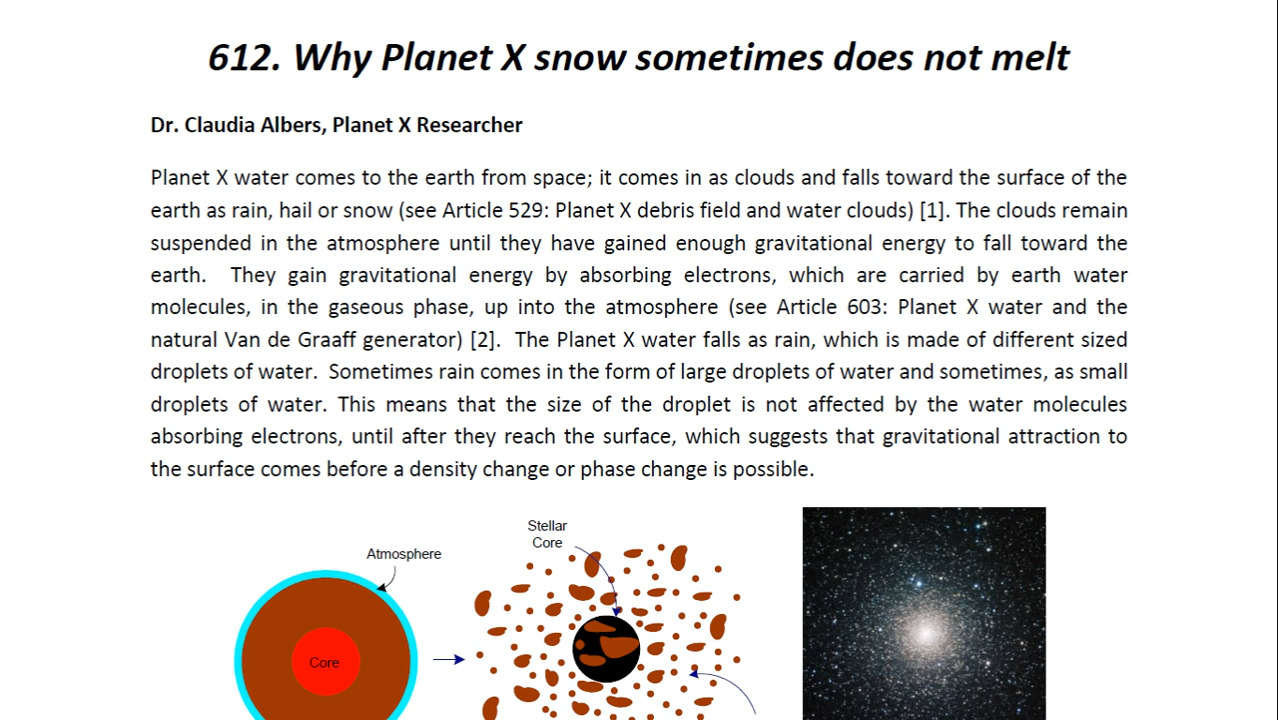 612. Why Planet X snow sometimes does not melt
Dr. Claudia Albers, Planet X Researcher
Planet X water comes to the earth from space; it comes in as clouds and falls toward the surface of the
earth as rain, hail or snow (see Article 529: Planet X debris field and water clouds) [1]. The clouds remain
suspended in the atmosphere until they have gained enough gravitational energy to fall toward the
earth. They gain gravitational energy by absorbing electrons, which are carried by earth water
molecules, in the gaseous phase, up into the atmosphere (see Article 603: Planet X water and the
natural Van de Graaff generator) [2]. The Planet X water falls as rain, which is made of different sized
droplets of water. Sometimes rain comes in the form of large droplets of water and sometimes, as small
droplets of water. This means that the size of the droplet is not affected by the water molecules
absorbing electrons, until after they reach the surface, which suggests that gravitational attraction to
the surface comes before a density change or phase change is possible.
Stellar
Core
Atmosphere
Core